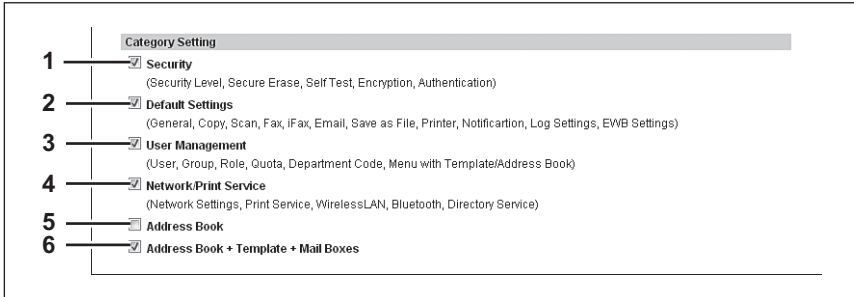 Category Setting
1 Security
(Security Level, Secure Erase, Self Test, Encryption, Authentication)
2 Default Settings
(General, Copy, Scan, Fax, iFax, Email, Save as File, Printer, Notificartion, Log Settings, EWB Settings)
3 User Management
(User, Group, Role, Quota, Department Code, Menu with Template/Address Book)
4 Network/Print Service
(Network Settings, Print Service, WirelessLAN, Bluetooth, Directory Service)
5 Address Book
6 Address Book + Template + Mail Boxes